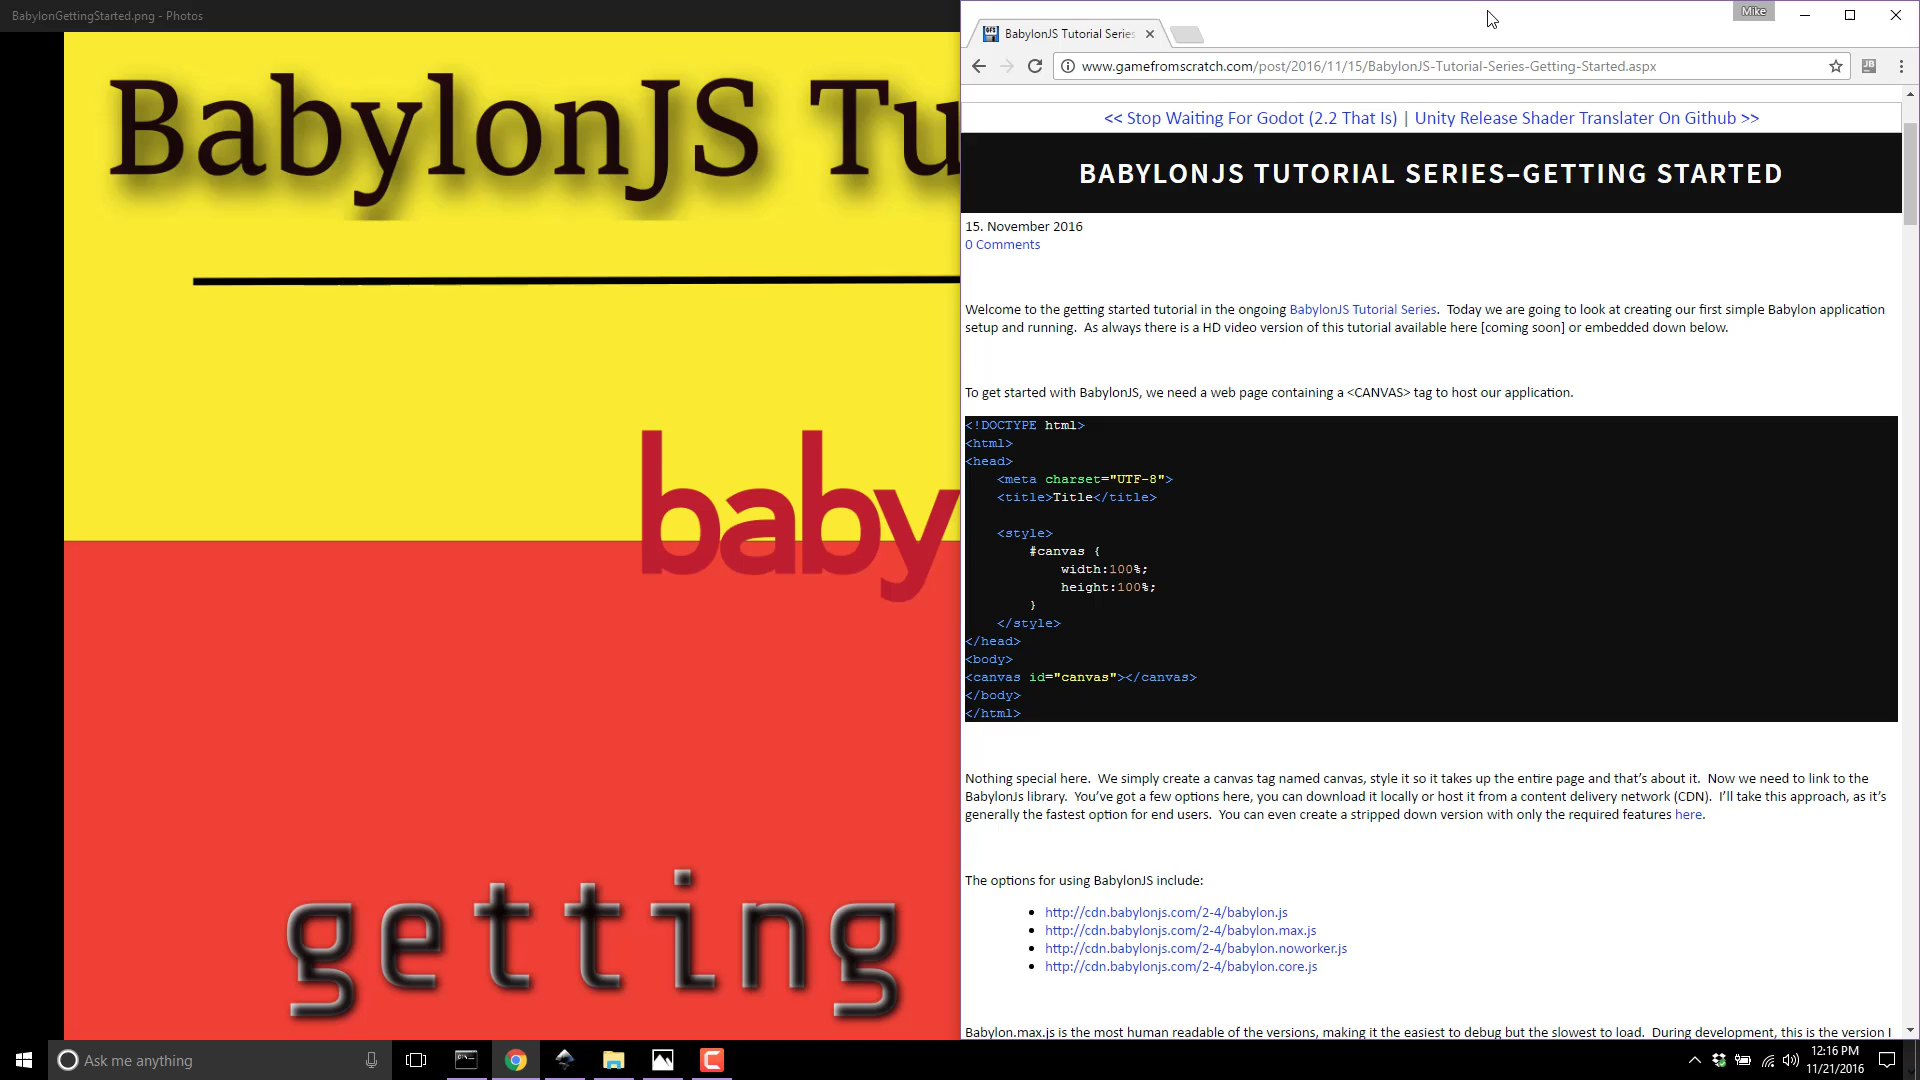 BabylonGettingStarted.png - Photos
BabylonJS Tu
baby
getting
Mike
BabylonJS Tutorial Series
www.gamefromscratch.com/post/2016/11/15/BabylonJS-Tutorial-Series-Getting-Started.aspx
<< Stop Waiting For Godot (2.2 That Is) | Unity Release Shader Translater On Github >>
BABYLONJS TUTORIAL SERIES–GETTING STARTED
15. November 2016
0 Comments
Welcome to the getting started tutorial in the ongoing BabylonJS Tutorial Series.  Today we are going to look at creating our first simple Babylon application
setup and running.  As always there is a HD video version of this tutorial available here [coming soon] or embedded down below.
To get started with BabylonJS, we need a web page containing a <CANVAS> tag to host our application.
<!DOCTYPE html>
<html>
<head>
    <meta charset="UTF-8">
    <title>Title</title>
    <style>
        #canvas {
            width:100%;
            height:100%;
        }
    </style>
</head>
<body>
<canvas id="canvas"></canvas>
</body>
</html>
Nothing special here.  We simply create a canvas tag named canvas, style it so it takes up the entire page and that’s about it.  Now we need to link to the
BabylonJs library.  You’ve got a few options here, you can download it locally or host it from a content delivery network (CDN).  I’ll take this approach, as it’s
generally the fastest option for end users.  You can even create a stripped down version with only the required features here.
The options for using BabylonJS include:
• http://cdn.babylonjs.com/2-4/babylon.js
• http://cdn.babylonjs.com/2-4/babylon.max.js
• http://cdn.babylonjs.com/2-4/babylon.noworker.js
• http://cdn.babylonjs.com/2-4/babylon.core.js
Babylon.max.js is the most human readable of the versions, making it the easiest to debug but the slowest to load.  During development, this is the version I
Ask me anything
12:16 PM
11/21/2016